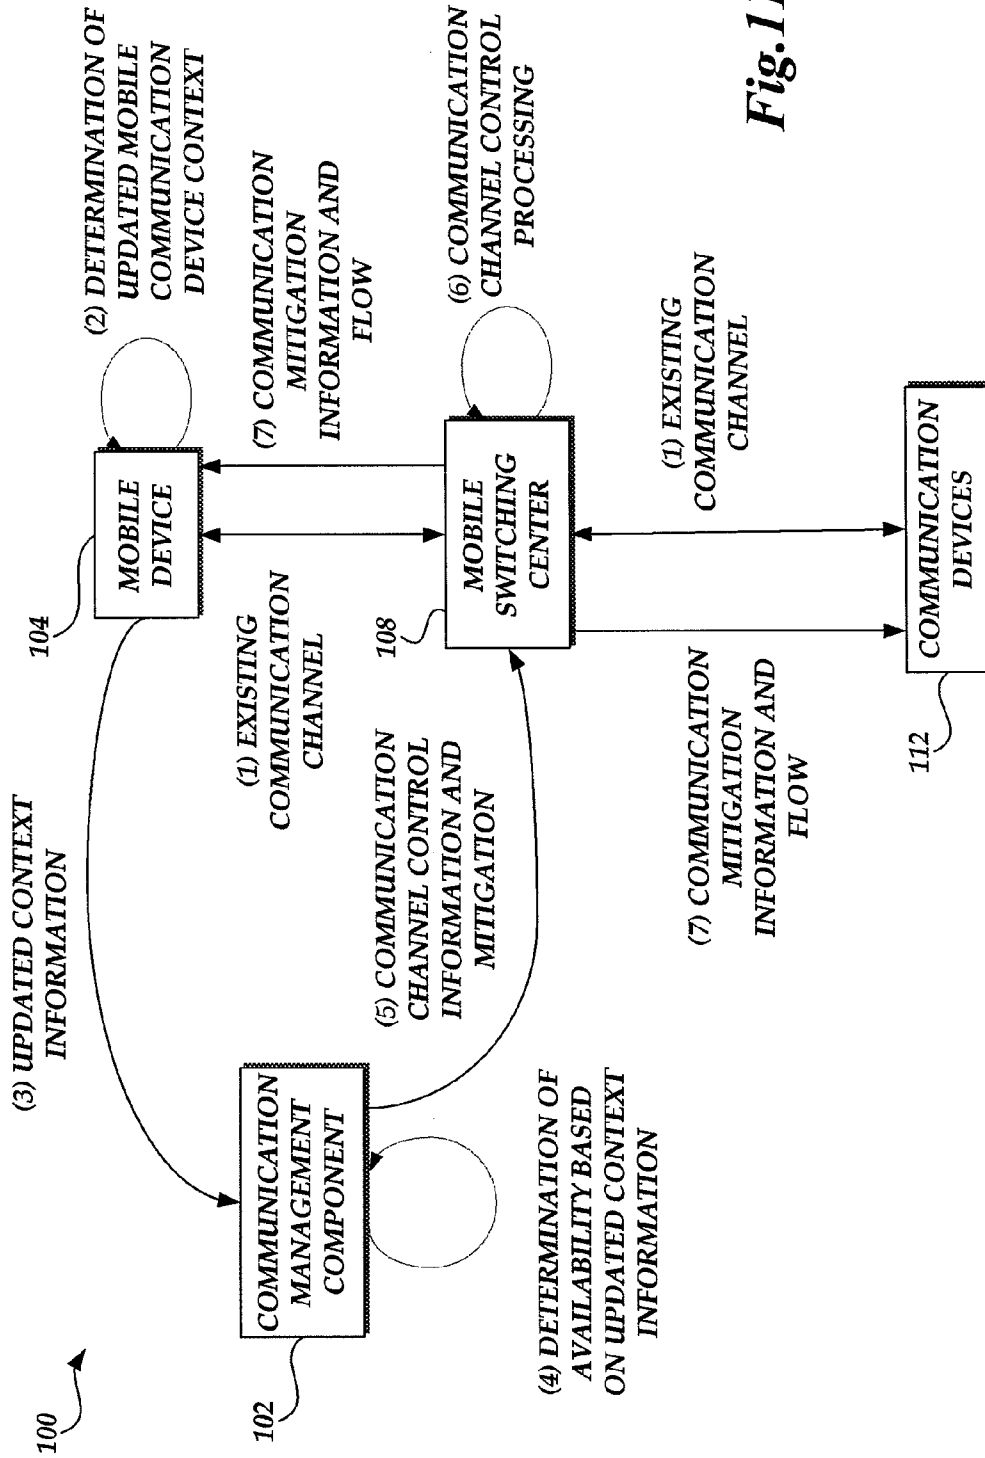 100
(3) UPDATED CONTEXT
INFORMATION
104
MOBILE
DEVICE
(2) DETERMINATION OF
UPDATED MOBILE
COMMUNICATION
DEVICE CONTEXT
102
COMMUNICATION
MANAGEMENT
COMPONENT
(1) EXISTING
COMMUNICATION
CHANNEL
(7) COMMUNICATION
MITIGATION
INFORMATION AND
FLOW
(5) COMMUNICATION
CHANNEL CONTROL
INFORMATION AND
MITIGATION
108
MOBILE
SWITCHING
CENTER
(6) COMMUNICATION
CHANNEL CONTROL
PROCESSING
(4) DETERMINATION OF
AVAILABILITY BASED
ON UPDATED CONTEXT
INFORMATION
(7) COMMUNICATION
MITIGATION
INFORMATION AND
FLOW
(1) EXISTING
COMMUNICATION
CHANNEL
112
COMMUNICATION
DEVICES